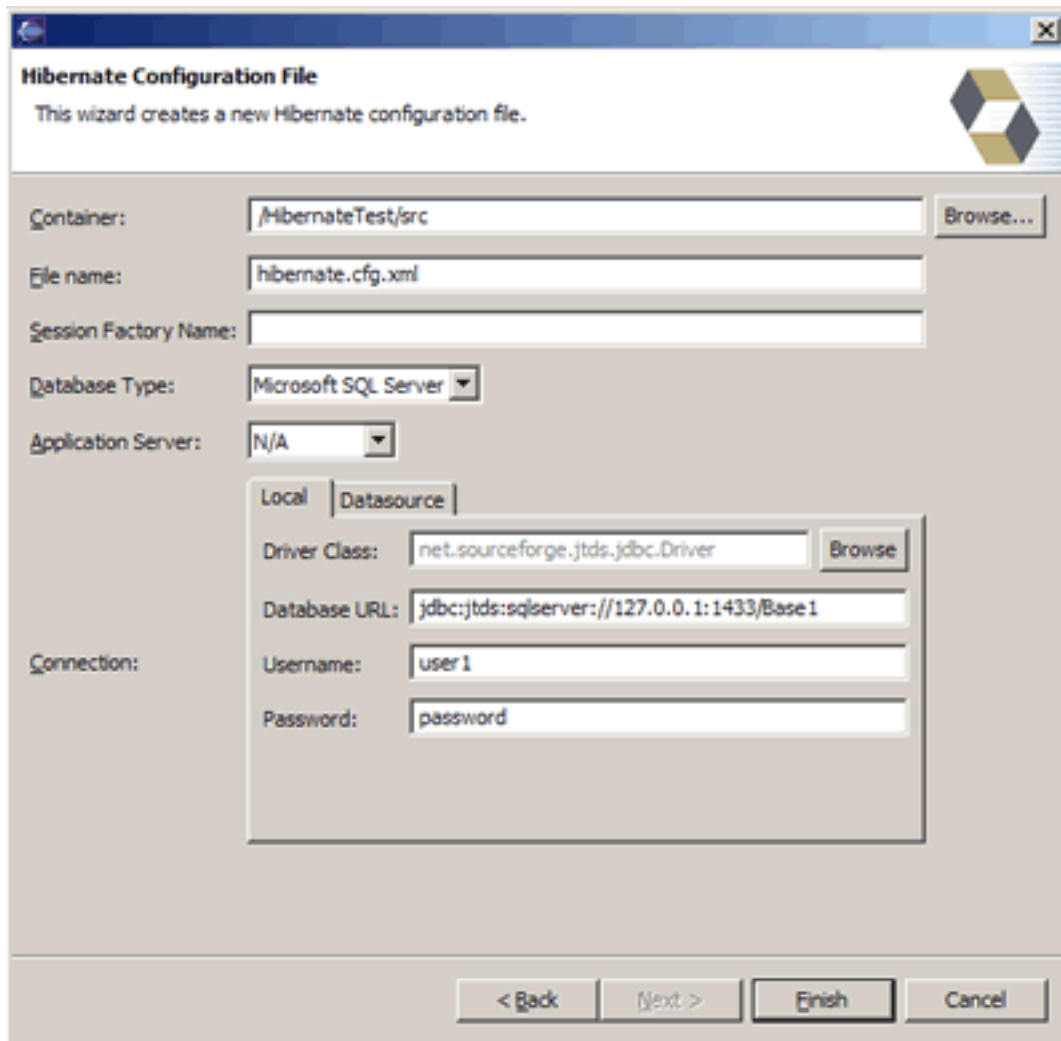 Hibernate Configuration File
This wizard creates a new Hibernate configuration file.
Container: /HibernateTest/src Browse...
File name: hibernate.cfg.xml
Session Factory Name:
Database Type: Microsoft SQL Server
Application Server: N/A
Local Datasource
Driver Class: net.sourceforge.jtds.jdbc.Driver Browse
Database URL: jdbc:jtds:sqlserver://127.0.0.1:1433/Base1
Connection: Username: user1
Password: password
< Back Next > Finish Cancel